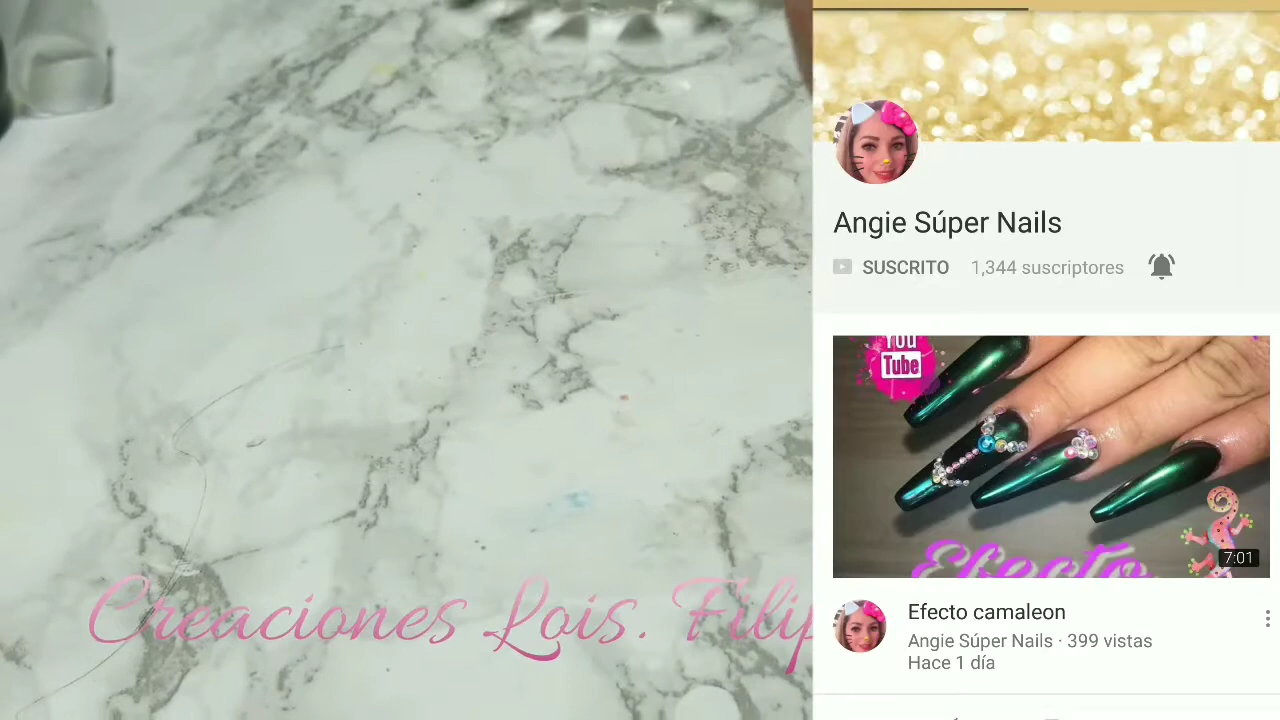 Creaciones Lois. Filip
Angie Súper Nails
SUSCRITO 1,344 suscriptores
You
Tube
Efecto
7:01
Efecto camaleon
Angie Súper Nails · 399 vistas
Hace 1 día